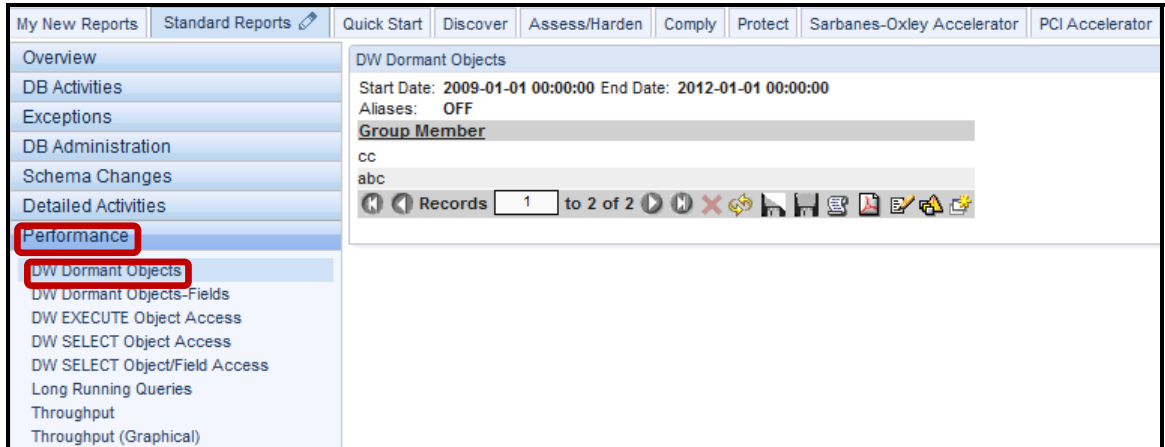 My New Reports Standard Reports Quick Start Discover Assess/Harden Comply Protect Sarbanes-Oxley Accelerator PCI Accelerator
Overview
DB Activities
Exceptions
DB Administration
Schema Changes
Detailed Activities
Performance
DW Dormant Objects
DW Dormant Objects-Fields
DW EXECUTE Object Access
DW SELECT Object Access
DW SELECT Object/Field Access
Long Running Queries
Throughput
Throughput (Graphical)
DW Dormant Objects
Start Date: 2009-01-01 00:00:00 End Date: 2012-01-01 00:00:00
Aliases: OFF
Group Member
cc
abc
Records 1 to 2 of 2